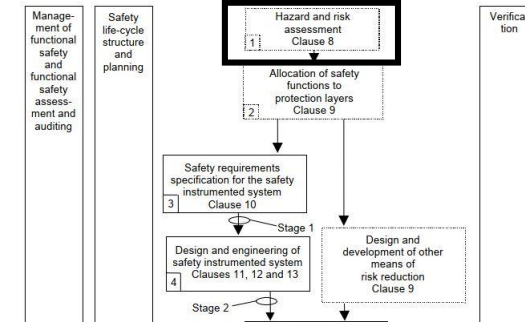 Manage-
ment of
functional
safety
and
functional
safety
assess-
ment and
auditing
Safety
life-cycle
structure
and
planning
Hazard and risk
assessment
Clause 8
1
Allocation of safety
functions to
protection layers
Clause 9
2
Safety requirements
specification for the safety
instrumented system
Clause 10
3
Stage 1
Design and engineering of
safety instrumented system
Clauses 11, 12 and 13
4
Design and
development of other
means of
risk reduction
Clause 9
Stage 2
Verifica
tion